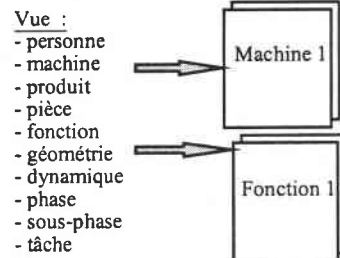 Vue :
- personne
- machine
- produit
- pièce
- fonction
- géométrie
- dynamique
- phase
- sous-phase
- tâche
Machine 1
Fonction 1